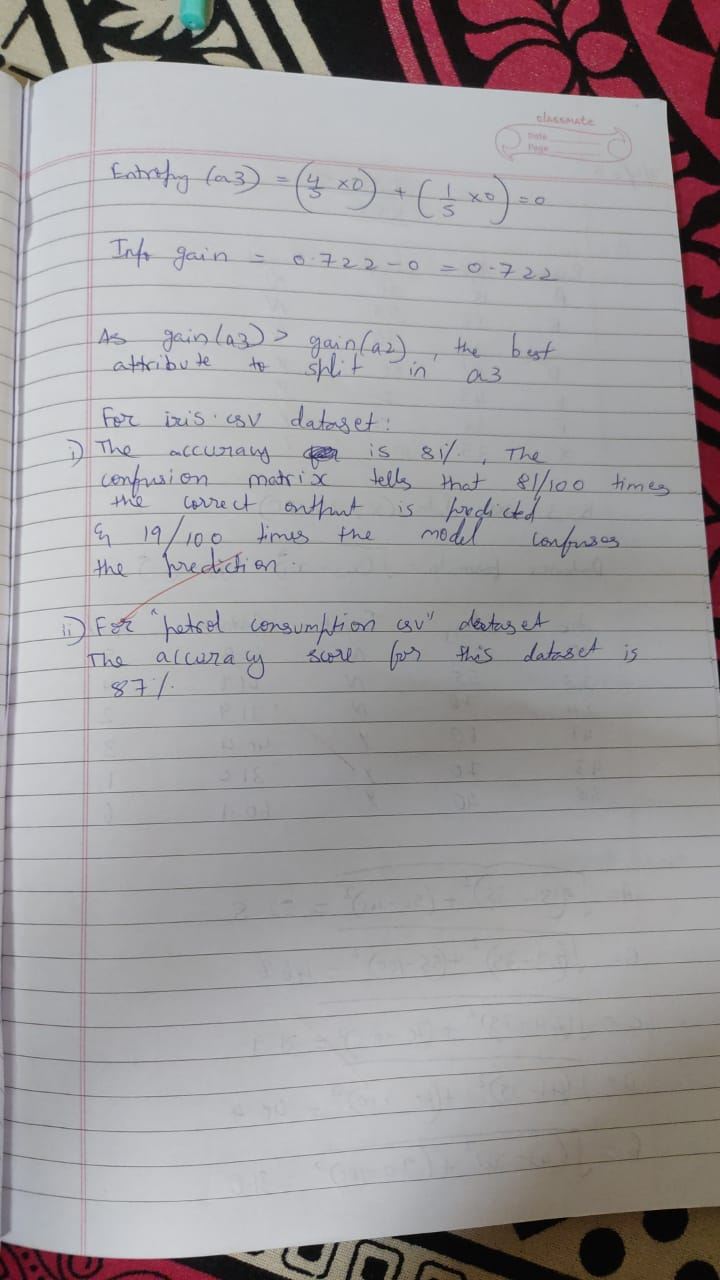 classmate
Date
Page
Entropy (a3) = (4/5 × 0) + (1/5 × 0) = 0
Info gain = 0.722 - 0 = 0.722
As gain(a3) > gain(a2), the best
attribute to split in a3
For iris.csv dataset:
i) The accuracy is 81%. The
confusion matrix tells that 81/100 times
the correct output is predicted
& 19/100 times the model confuses
the prediction.
ii) For "petrol consumption csv" dataset
The accuracy score for this dataset is
87%.